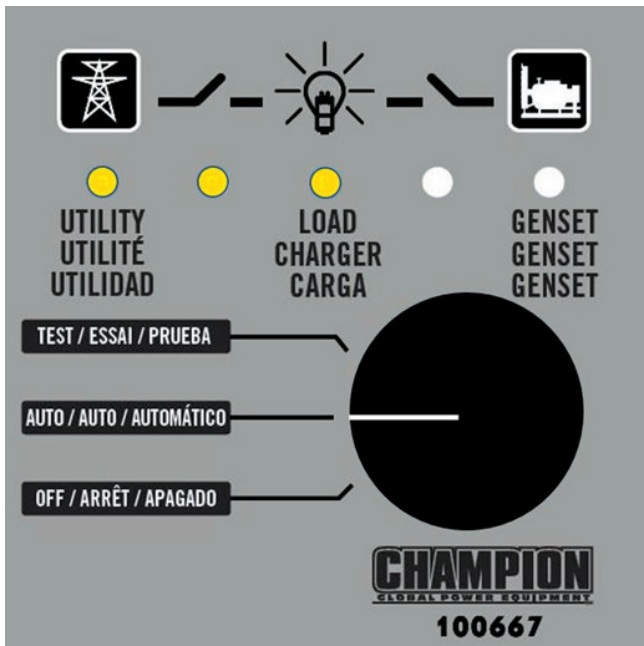 UTILITY
UTILITÉ
UTILIDAD
LOAD
CHARGER
CARGA
GENSET
GENSET
GENSET
TEST / ESSAI / PRUEBA
AUTO / AUTO / AUTOMÁTICO
OFF / ARRÊT / APAGADO
CHAMPION
GLOBAL POWER EQUIPMENT
100667